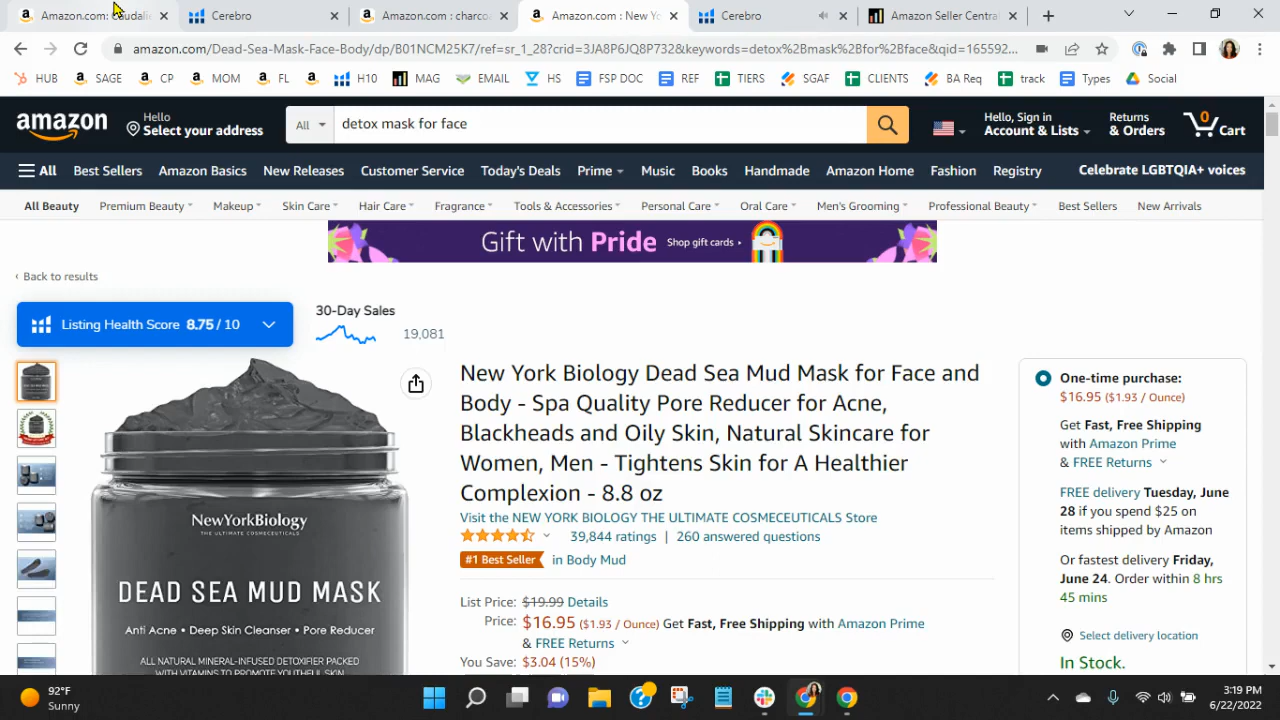 Amazon.com: Caudalie
Cerebro
Amazon.com : charco
Amazon.com : New Yo
Cerebro
Amazon Seller Centra
amazon.com/Dead-Sea-Mask-Face-Body/dp/B01NCM25K7/ref=sr_1_28?crid=3JA8P6JQ8P732&keywords=detox%2Bmask%2Bfor%2Bface&qid=165592...
HUB SAGE CP MOM FL H10 MAG EMAIL HS FSP DOC REF TIERS SGAF CLIENTS BA Req track Types Social
amazon
Hello
Select your address
All
detox mask for face
Hello, Sign in
Account & Lists
Returns
& Orders
0
Cart
All Best Sellers Amazon Basics New Releases Customer Service Today's Deals Prime Music Books Handmade Amazon Home Fashion Registry Celebrate LGBTQIA+ voices
All Beauty Premium Beauty Makeup Skin Care Hair Care Fragrance Tools & Accessories Personal Care Oral Care Men's Grooming Professional Beauty Best Sellers New Arrivals
Gift with Pride Shop gift cards ›
‹ Back to results
Listing Health Score 8.75 / 10
30-Day Sales
19,081
NewYorkBiology
THE ULTIMATE COSMECEUTICALS
DEAD SEA MUD MASK
Anti Acne • Deep Skin Cleanser • Pore Reducer
ALL NATURAL MINERAL-INFUSED DETOXIFIER PACKED
WITH VITAMINS TO PROMOTE YOUTHFUL SKIN
New York Biology Dead Sea Mud Mask for Face and
Body - Spa Quality Pore Reducer for Acne,
Blackheads and Oily Skin, Natural Skincare for
Women, Men - Tightens Skin for A Healthier
Complexion - 8.8 oz
Visit the NEW YORK BIOLOGY THE ULTIMATE COSMECEUTICALS Store
39,844 ratings | 260 answered questions
#1 Best Seller in Body Mud
List Price: $19.99 Details
Price: $16.95 ($1.93 / Ounce) Get Fast, Free Shipping with Amazon Prime
& FREE Returns
You Save: $3.04 (15%)
One-time purchase:
$16.95 ($1.93 / Ounce)
Get Fast, Free Shipping
with Amazon Prime
& FREE Returns
FREE delivery Tuesday, June
28 if you spend $25 on
items shipped by Amazon
Or fastest delivery Friday,
June 24. Order within 8 hrs
45 mins
Select delivery location
In Stock.
92°F
Sunny
3:19 PM
6/22/2022